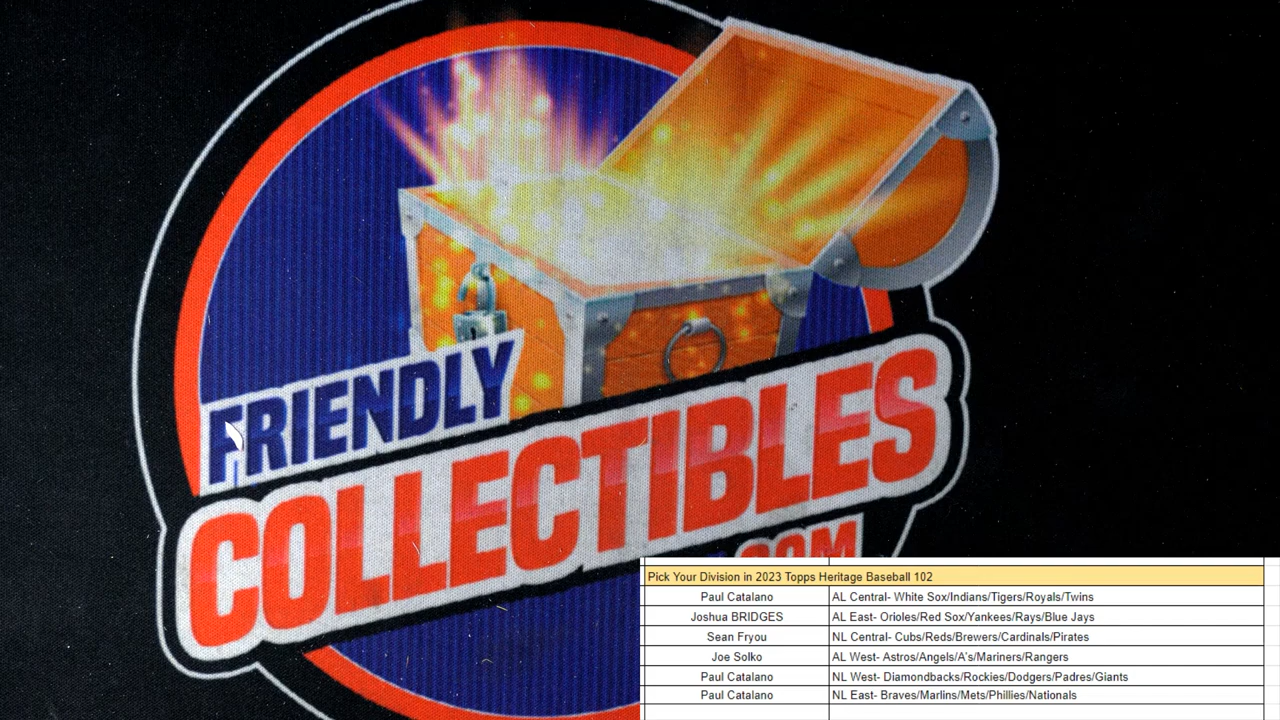 FRIENDLY
COLLECTIBLES
.COM
Pick Your Division in 2023 Topps Heritage Baseball 102
Paul Catalano AL Central- White Sox/Indians/Tigers/Royals/Twins
Joshua BRIDGES AL East- Orioles/Red Sox/Yankees/Rays/Blue Jays
Sean Fryou NL Central- Cubs/Reds/Brewers/Cardinals/Pirates
Joe Solko AL West- Astros/Angels/A's/Mariners/Rangers
Paul Catalano NL West- Diamondbacks/Rockies/Dodgers/Padres/Giants
Paul Catalano NL East- Braves/Marlins/Mets/Phillies/Nationals